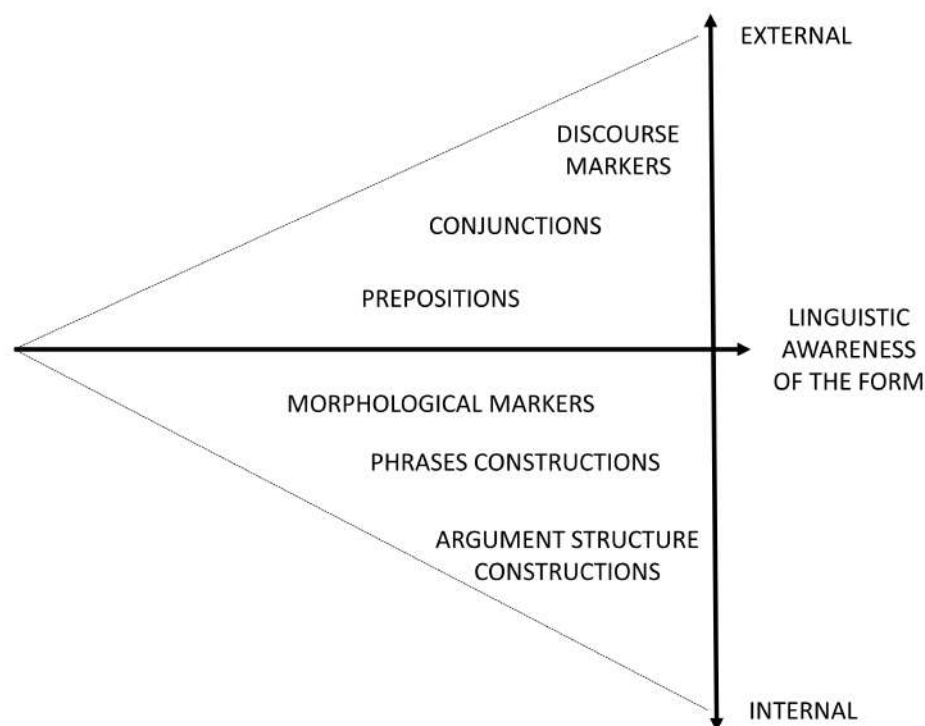 EXTERNAL
DISCOURSE
MARKERS
CONJUNCTIONS
PREPOSITIONS
LINGUISTIC
AWARENESS
OF THE FORM
MORPHOLOGICAL MARKERS
PHRASES CONSTRUCTIONS
ARGUMENT STRUCTURE
CONSTRUCTIONS
INTERNAL